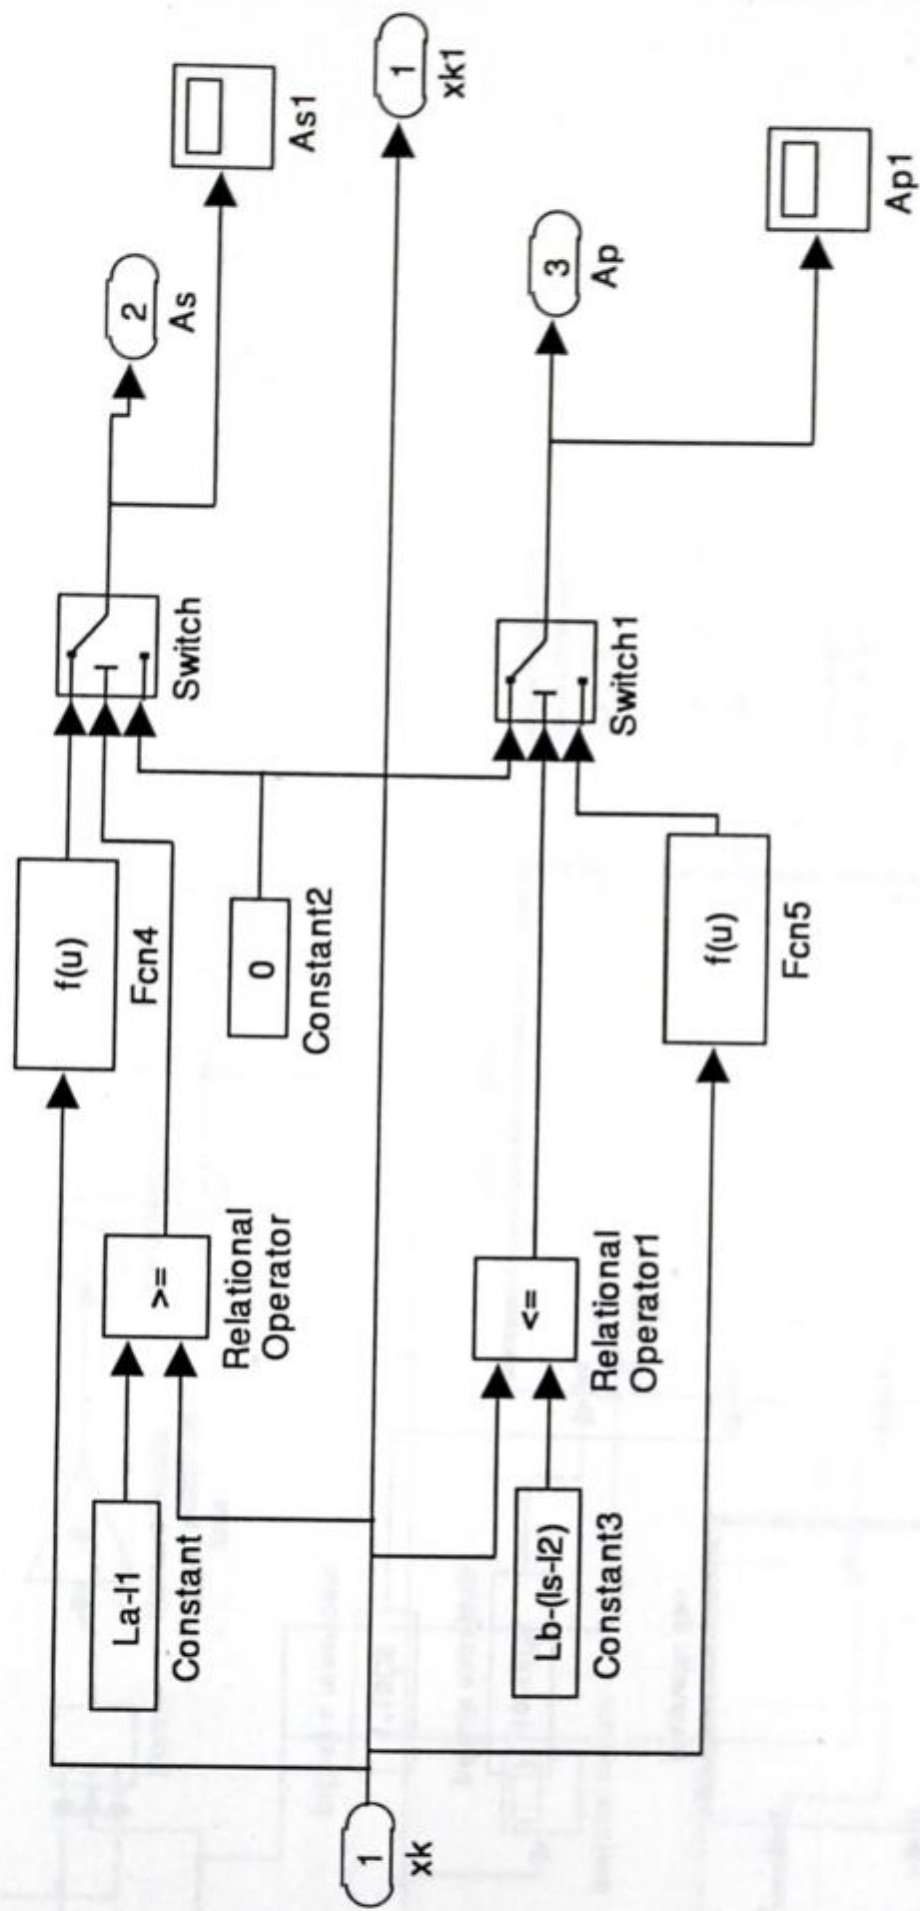 1
xk
La-l1
Constant
>=
Relational
Operator
f(u)
Fcn4
0
Constant2
Switch
2
As
As1
1
xk1
Lb-(ls-l2)
Constant3
<=
Relational
Operator1
f(u)
Fcn5
Switch1
3
Ap
Ap1